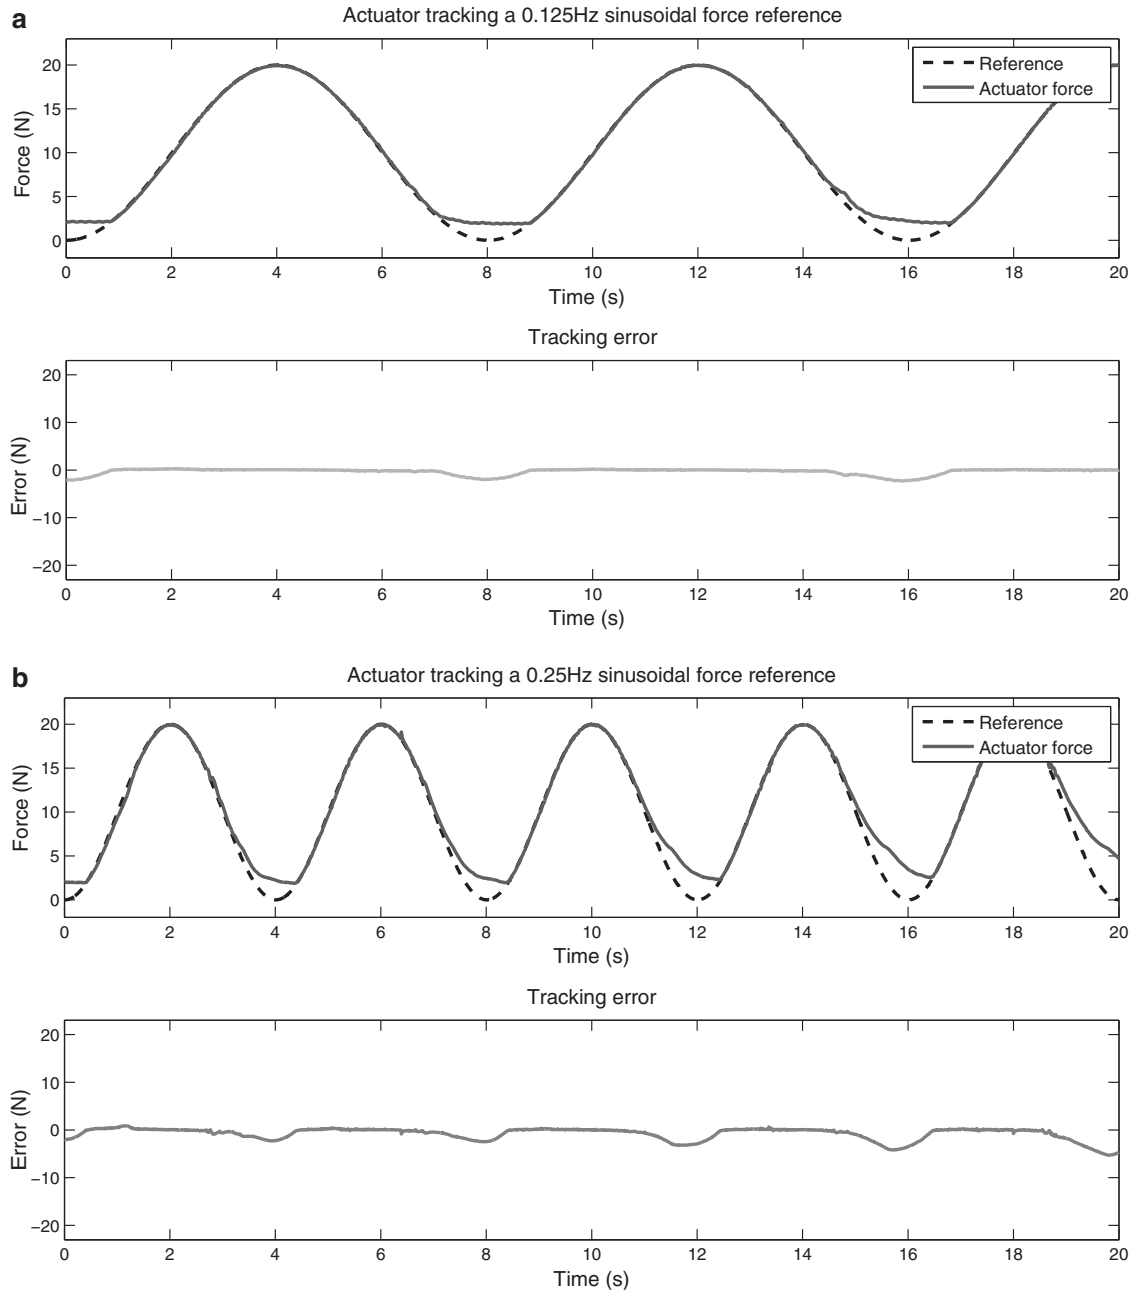 a
Actuator tracking a 0.125Hz sinusoidal force reference
Force (N)
20
15
10
5
0
Reference
Actuator force
0 2 4 6 8 10 12 14 16 18 20
Time (s)
Tracking error
Error (N)
20
10
0
−10
−20
0 2 4 6 8 10 12 14 16 18 20
Time (s)
b
Actuator tracking a 0.25Hz sinusoidal force reference
Force (N)
20
15
10
5
0
Reference
Actuator force
0 2 4 6 8 10 12 14 16 18 20
Time (s)
Tracking error
Error (N)
20
10
0
−10
−20
0 2 4 6 8 10 12 14 16 18 20
Time (s)